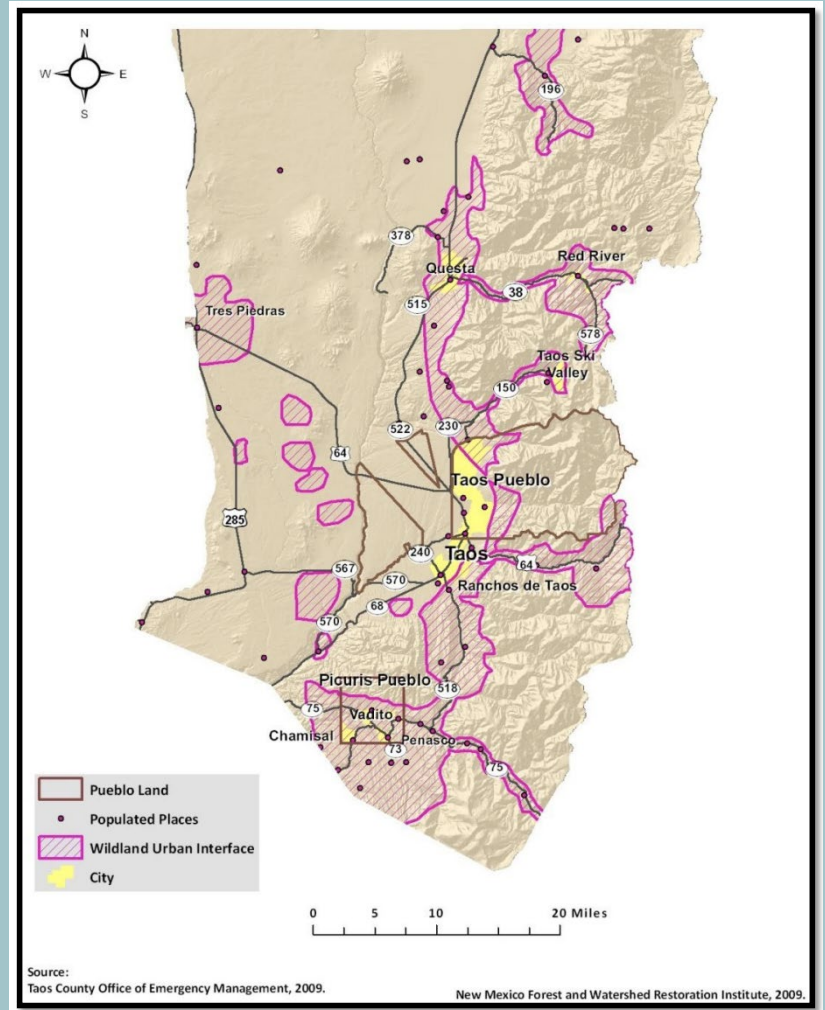 N
W E
S
196
378
Questa
Red River
38
515
Tres Piedras
578
Taos Ski
Valley
150
522
230
64
Taos Pueblo
285
240
Taos
567
64
570
Ranchos de Taos
68
570
Picuris Pueblo
518
75
Vadito
Chamisal
Penasco
73
75
Pueblo Land
Populated Places
Wildland Urban Interface
City
0 5 10 20 Miles
Source:
Taos County Office of Emergency Management, 2009.
New Mexico Forest and Watershed Restoration Institute, 2009.